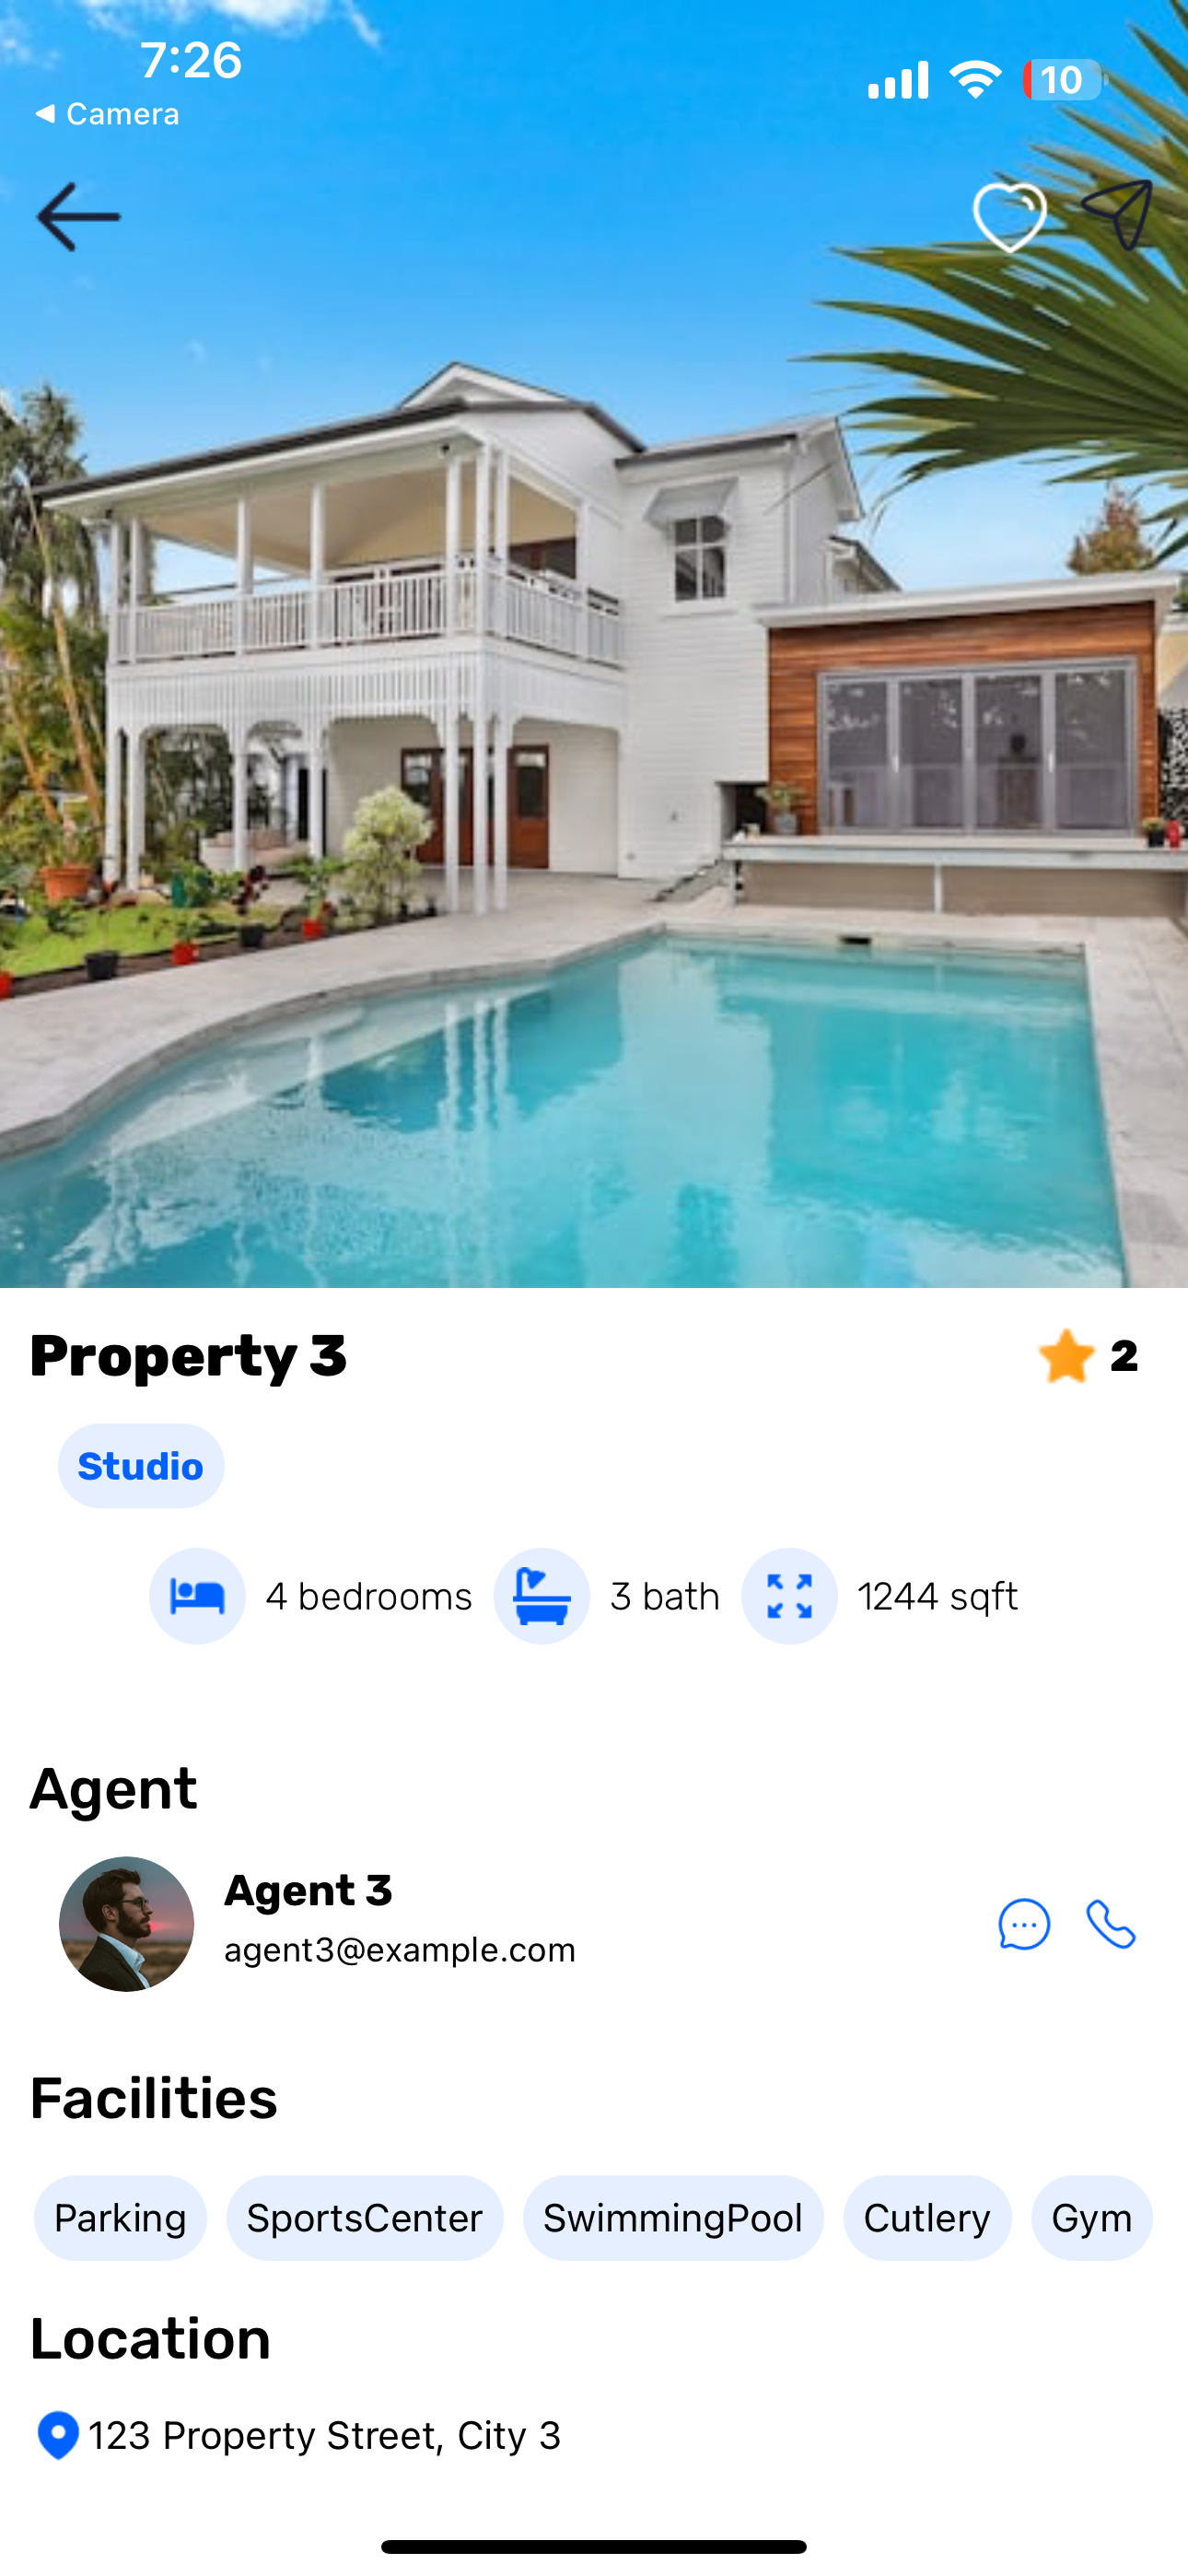 7:26
10
◀ Camera
Property 3
2
Studio
4 bedrooms
3 bath
1244 sqft
Agent
Agent 3
agent3@example.com
Facilities
Parking
SportsCenter
SwimmingPool
Cutlery
Gym
Location
123 Property Street, City 3